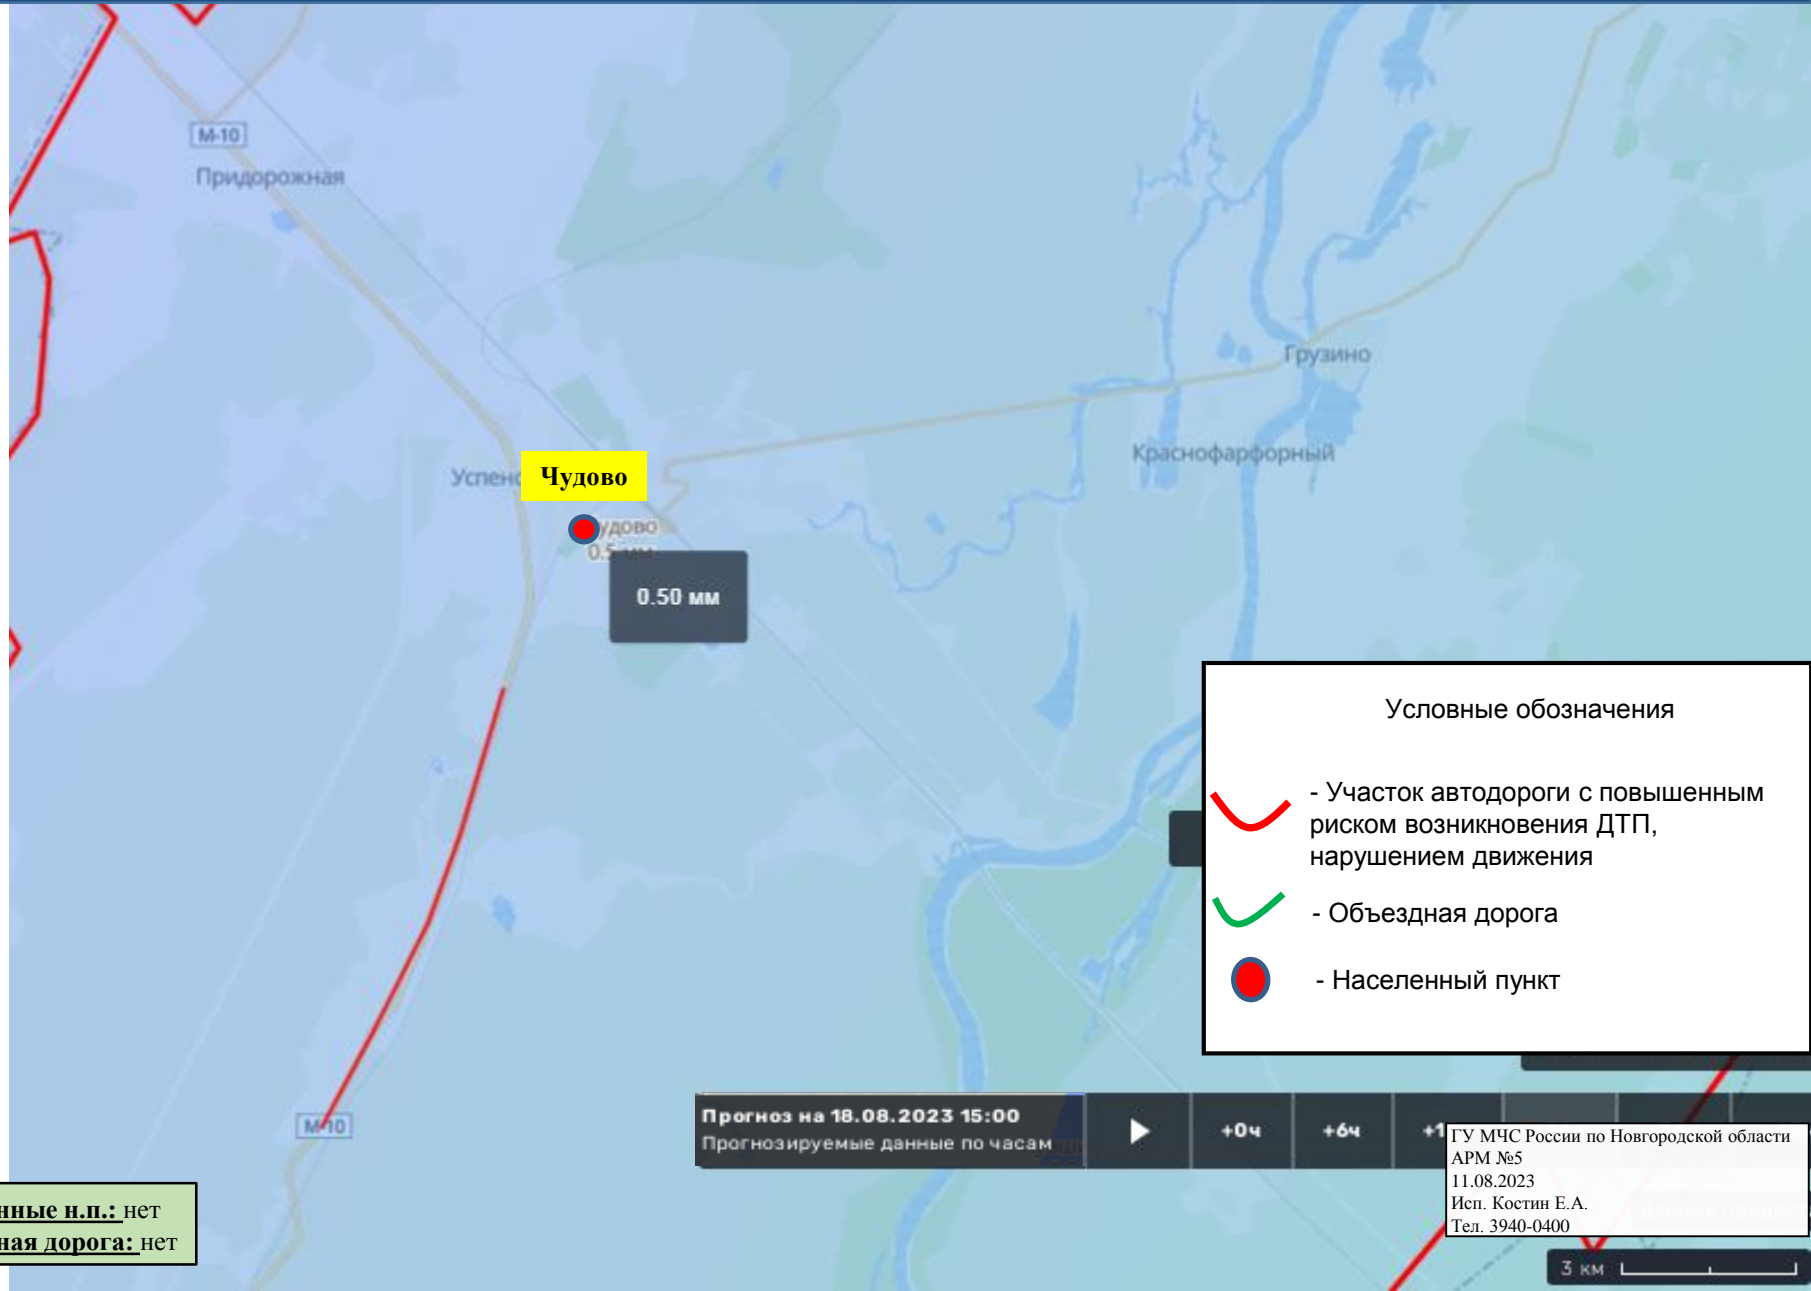 М-10
Придорожная
Грузино
Краснофарфорный
Чудово
0.50 мм
Условные обозначения
- Участок автодороги с повышенным
риском возникновения ДТП,
нарушением движения
- Объездная дорога
- Населенный пункт
М-10
Прогноз на 18.08.2023 15:00
Прогнозируемые данные по часам
+0ч
+6ч
ГУ МЧС России по Новгородской области
АРМ №5
11.08.2023
Исп. Костин Е.А.
Тел. 3940-0400
нные н.п.: нет
ная дорога: нет
3 км